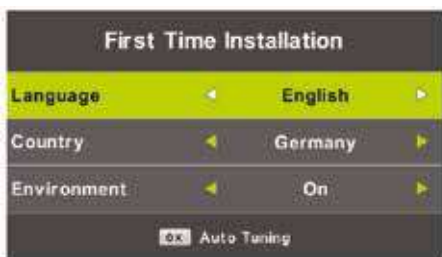 First Time Installation
Language English
Country Germany
Environment On
OK Auto Tuning